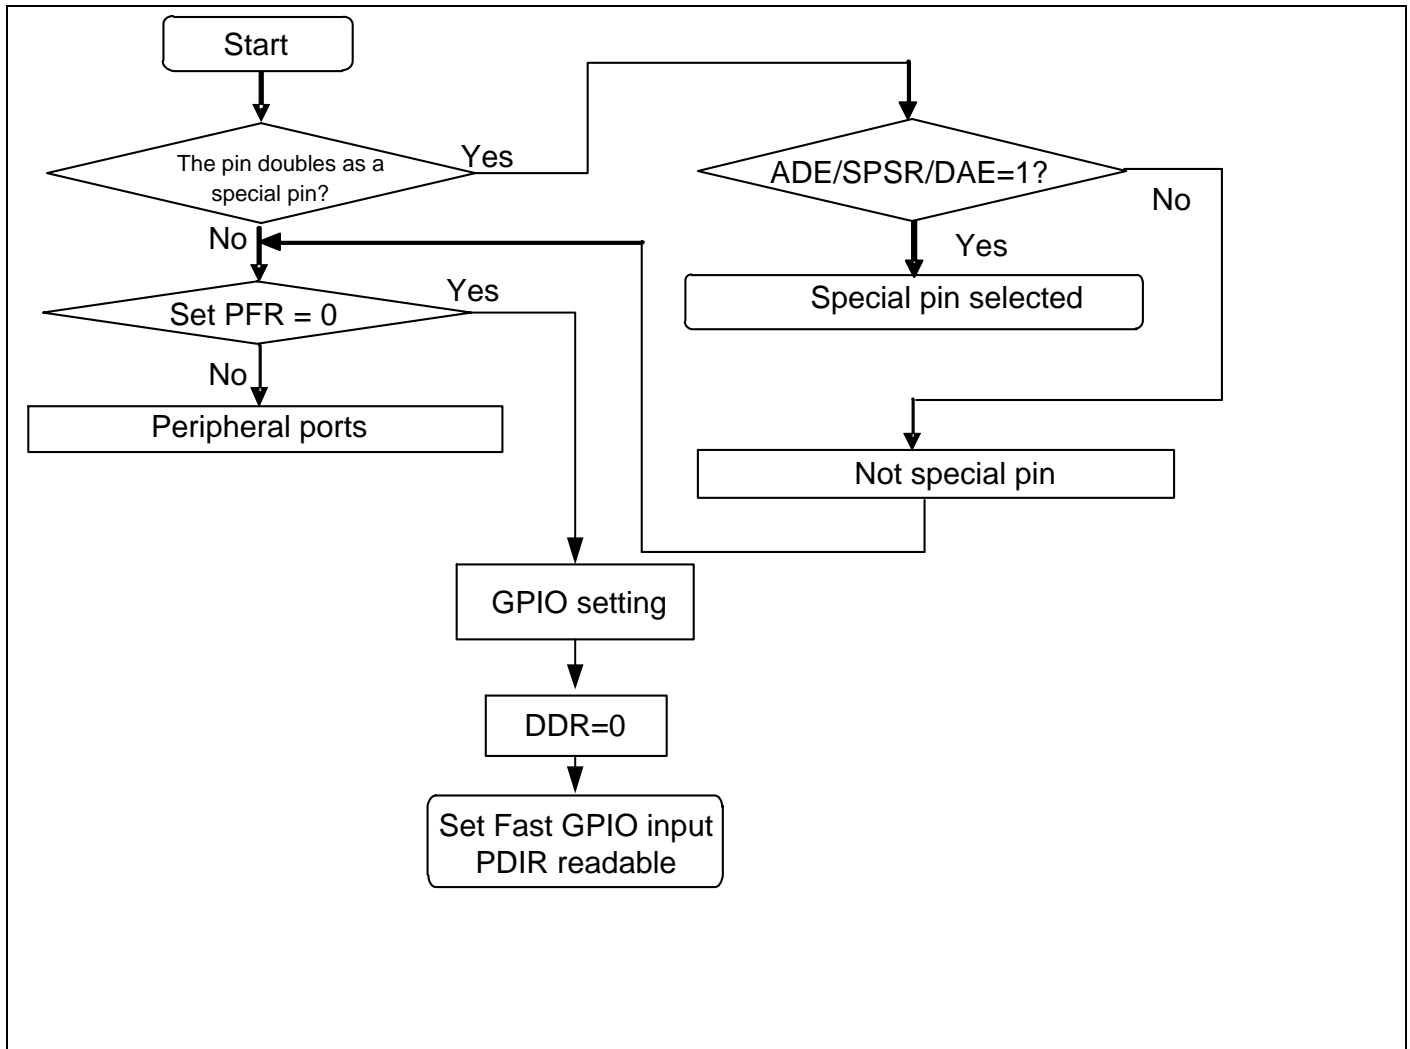 Start
The pin doubles as a
special pin?
Yes
ADE/SPSR/DAE=1?
No
No
Yes
Special pin selected
Set PFR = 0
Yes
No
Peripheral ports
Not special pin
GPIO setting
DDR=0
Set Fast GPIO input
PDIR readable